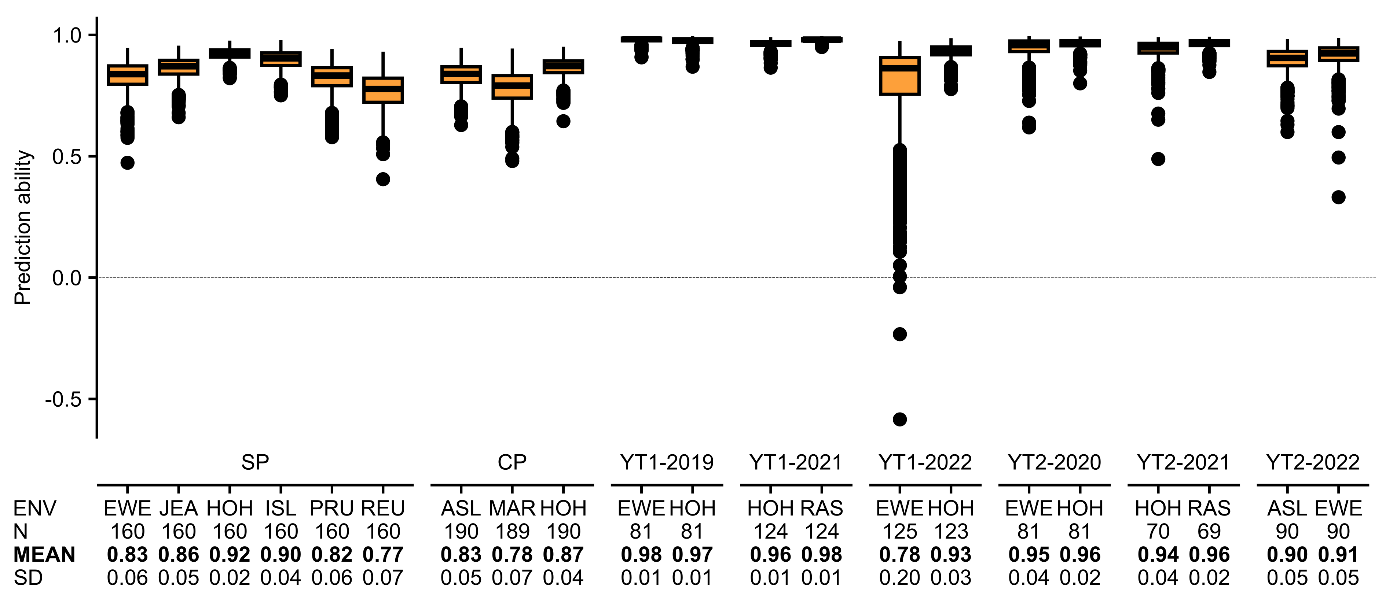 1.0
0.5
0.0
-0.5
Prediction ability
SP CP YT1-2019 YT1-2021 YT1-2022 YT2-2020 YT2-2021 YT2-2022
ENV EWE JEA HOH ISL PRU REU ASL MAR HOH EWE HOH HOH RAS EWE HOH EWE HOH HOH RAS ASL EWE
N 160 160 160 160 160 160 190 189 190 81 81 124 124 125 123 81 81 70 69 90 90
MEAN 0.83 0.86 0.92 0.90 0.82 0.77 0.83 0.78 0.87 0.98 0.97 0.96 0.98 0.78 0.93 0.95 0.96 0.94 0.96 0.90 0.91
SD 0.06 0.05 0.02 0.04 0.06 0.07 0.05 0.07 0.04 0.01 0.01 0.01 0.01 0.20 0.03 0.04 0.02 0.04 0.02 0.05 0.05